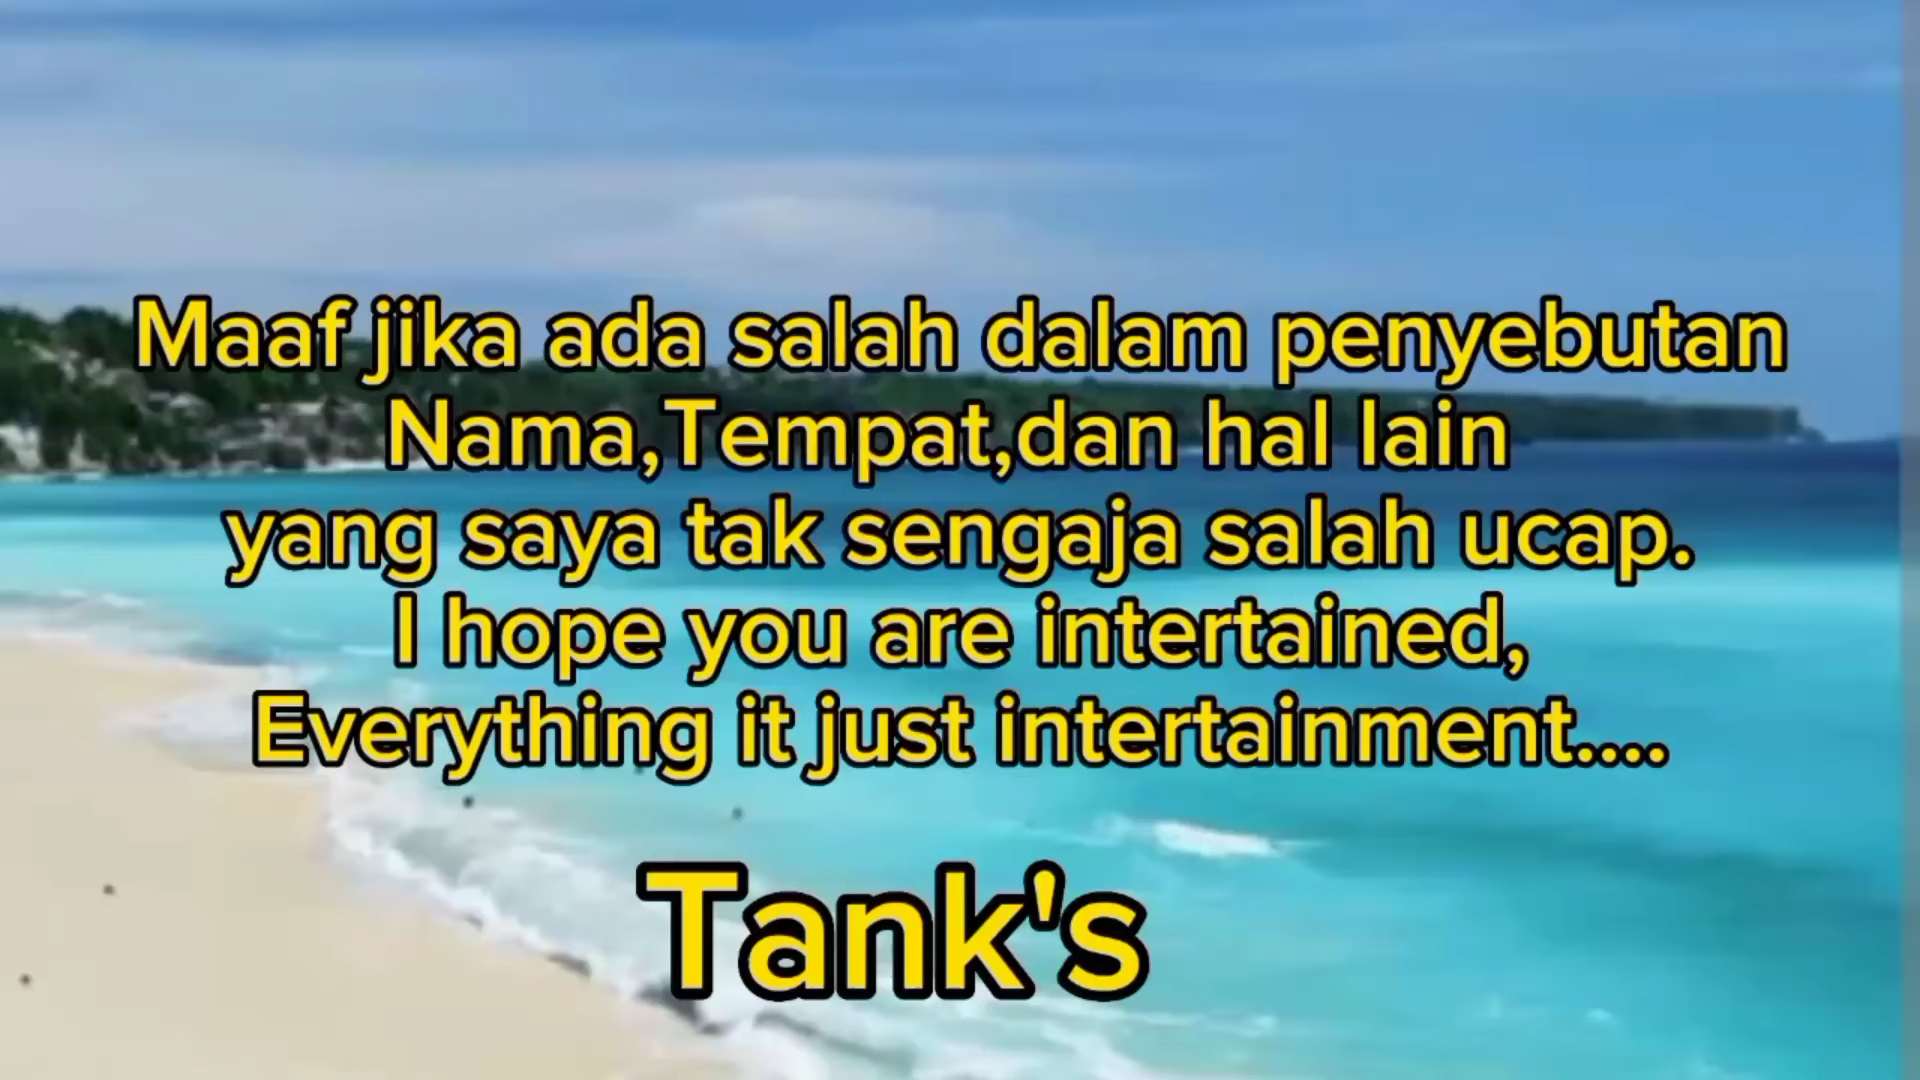 Maaf jika ada salah dalam penyebutan
Nama,Tempat,dan hal lain
yang saya tak sengaja salah ucap.
I hope you are intertained,
Everything it just intertainment....
Tank's